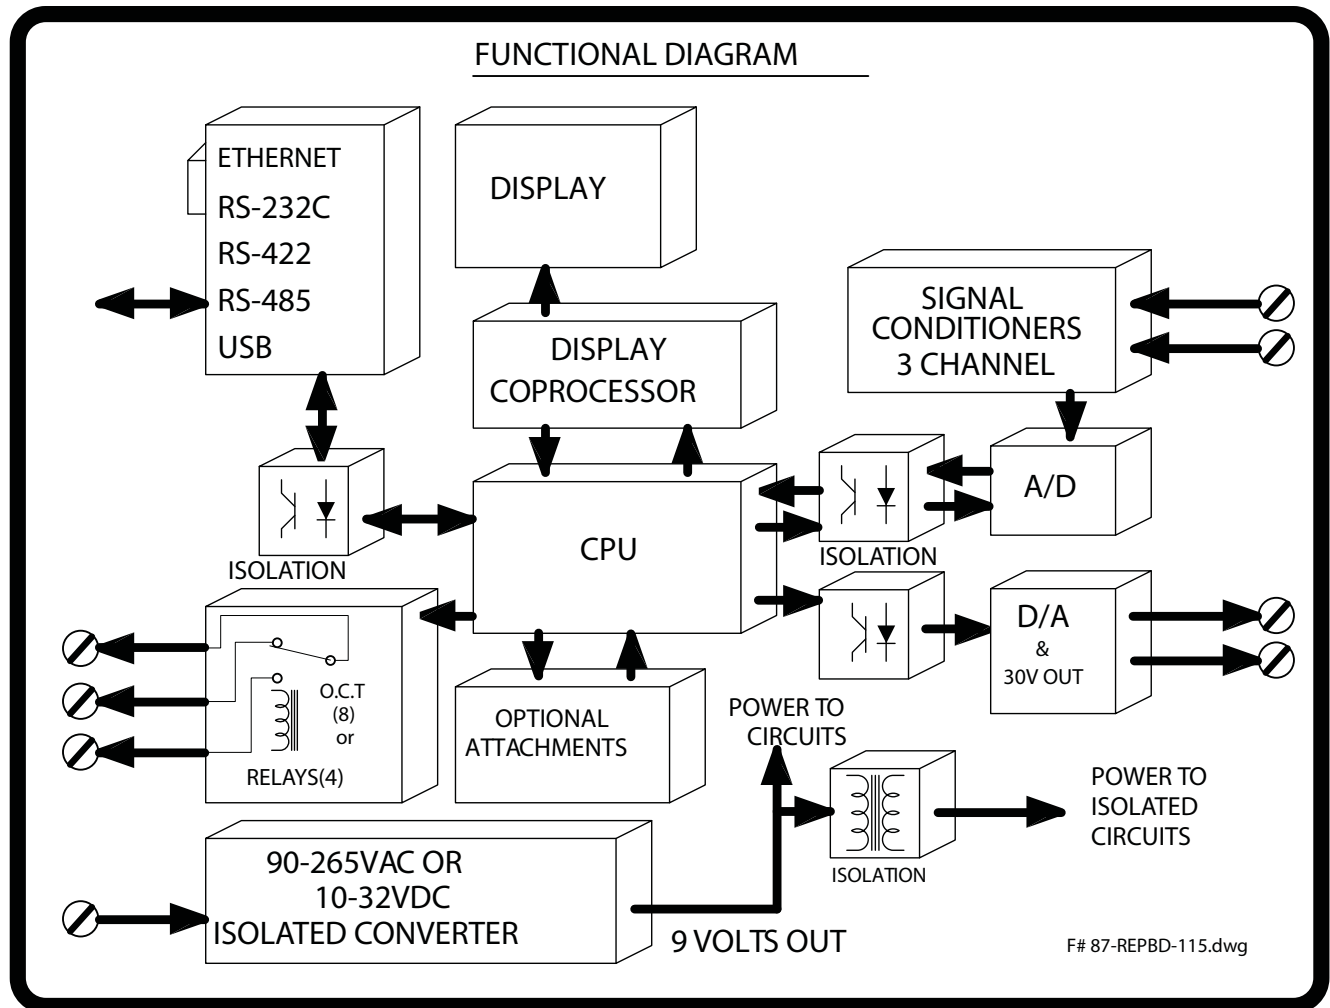 FUNCTIONAL DIAGRAM
ETHERNET
RS-232C
RS-422
RS-485
USB
DISPLAY
DISPLAY
COPROCESSOR
SIGNAL
CONDITIONERS
3 CHANNEL
A/D
CPU
ISOLATION
ISOLATION
D/A
&
30V OUT
O.C.T
(8)
or
RELAYS(4)
OPTIONAL
ATTACHMENTS
POWER TO
CIRCUITS
ISOLATION
POWER TO
ISOLATED
CIRCUITS
90-265VAC OR
10-32VDC
ISOLATED CONVERTER
9 VOLTS OUT
F# 87-REPBD-115.dwg